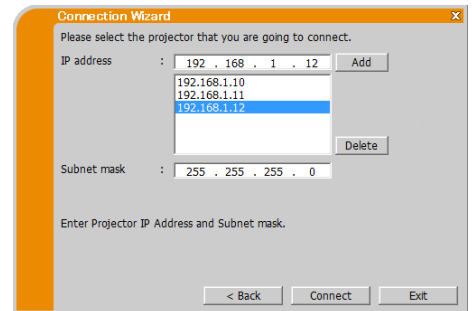 Connection Wizard x
Please select the projector that you are going to connect.
IP address : 192 . 168 . 1 . 12 Add
192.168.1.10
192.168.1.11
192.168.1.12
Delete
Subnet mask : 255 . 255 . 255 . 0
Enter Projector IP Address and Subnet mask.
< Back Connect Exit